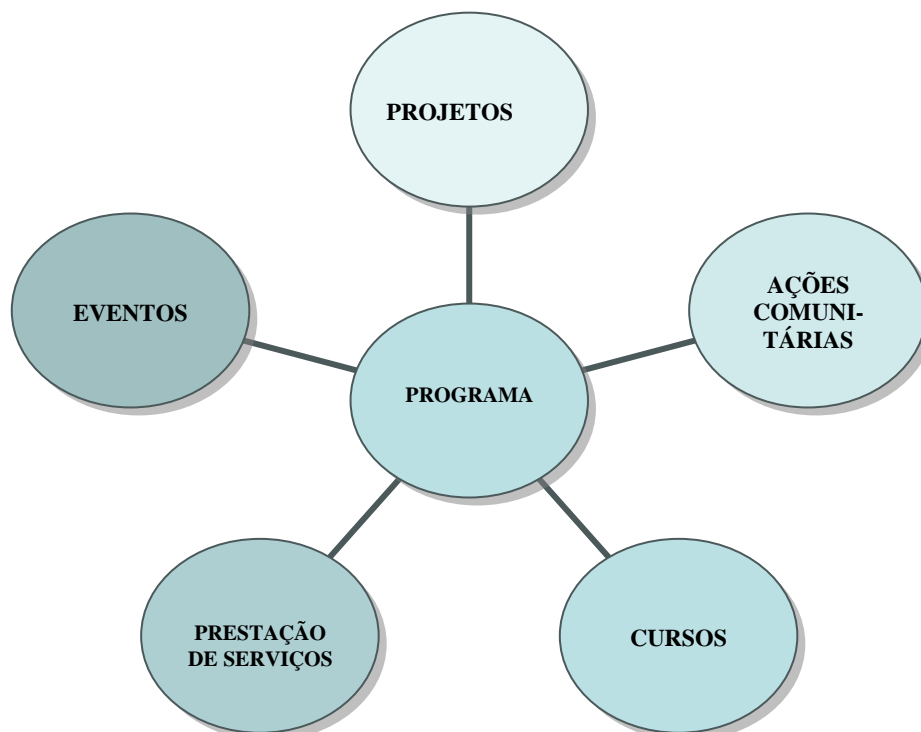 PROJETOS
EVENTOS
AÇÕES
COMUNI-
TÁRIAS
PROGRAMA
PRESTAÇÃO
DE SERVIÇOS
CURSOS